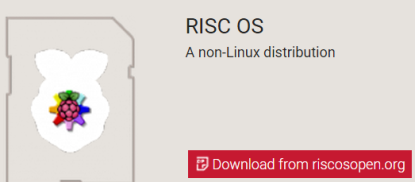 RISC OS
A non-Linux distribution
Download from riscosopen.org